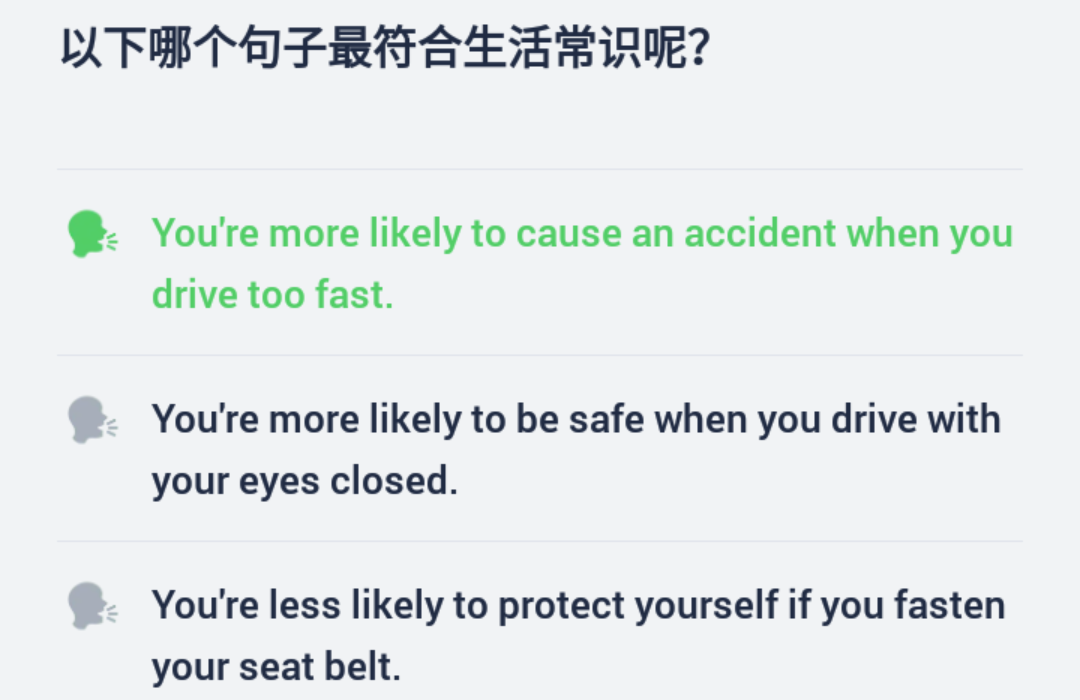 以下哪个句子最符合生活常识呢?
You're more likely to cause an accident when you
drive too fast.
You're more likely to be safe when you drive with
your eyes closed.
You're less likely to protect yourself if you fasten
your seat belt.